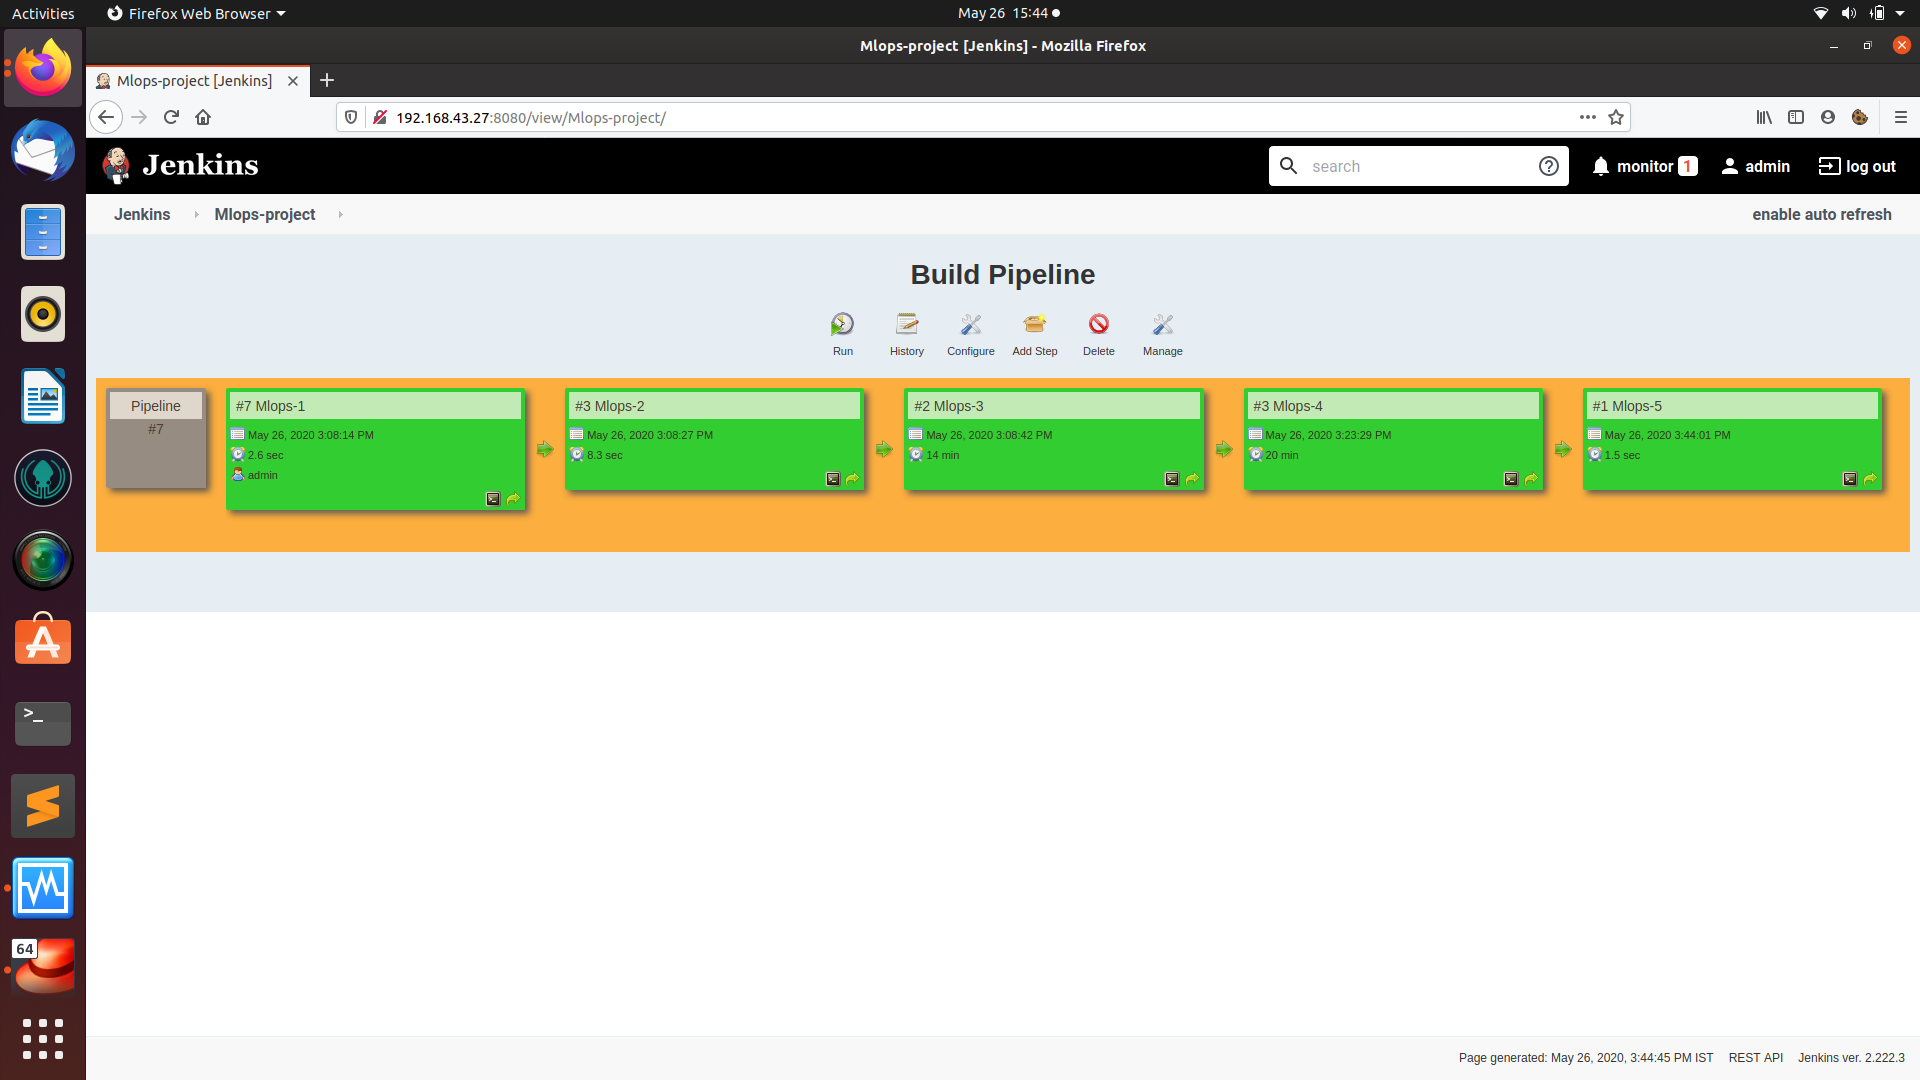 Activities
Firefox Web Browser
May 26 15:44
Mlops-project [Jenkins] - Mozilla Firefox
Mlops-project [Jenkins]
192.168.43.27:8080/view/Mlops-project/
Jenkins
search
monitor 1
admin
log out
Jenkins
Mlops-project
enable auto refresh
Build Pipeline
Run
History
Configure
Add Step
Delete
Manage
Pipeline
#7
#7 Mlops-1
May 26, 2020 3:08:14 PM
2.6 sec
admin
#3 Mlops-2
May 26, 2020 3:08:27 PM
8.3 sec
#2 Mlops-3
May 26, 2020 3:08:42 PM
14 min
#3 Mlops-4
May 26, 2020 3:23:29 PM
20 min
#1 Mlops-5
May 26, 2020 3:44:01 PM
1.5 sec
>_
64
Page generated: May 26, 2020, 3:44:45 PM IST
REST API
Jenkins ver. 2.222.3